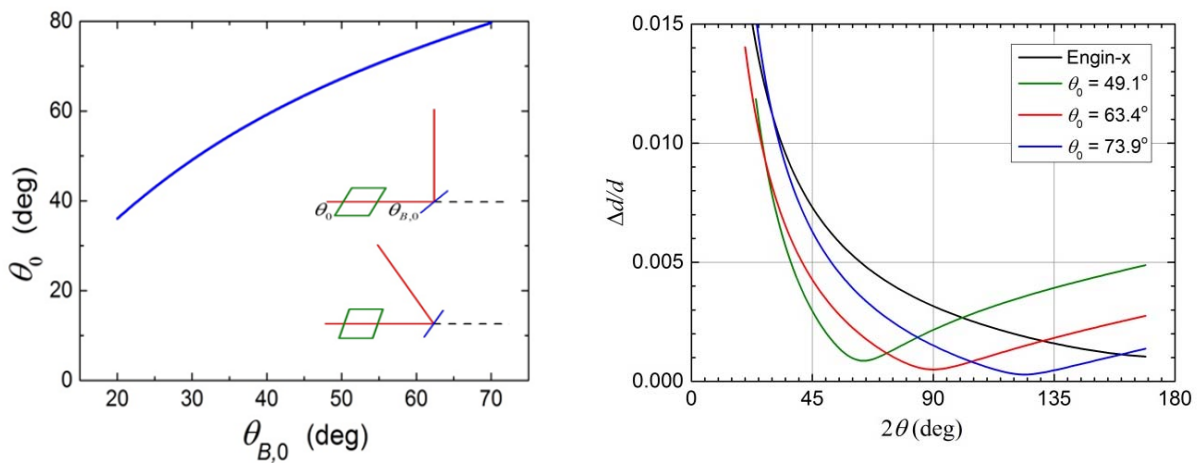 80
60
40
20
0
θ₀ (deg)
θ₀
θ_{B,0}
20 30 40 50 60 70
θ_{B,0} (deg)
0.015
0.010
0.005
0.000
Δd/d
Engin-x
θ₀ = 49.1°
θ₀ = 63.4°
θ₀ = 73.9°
0 45 90 135 180
2θ (deg)